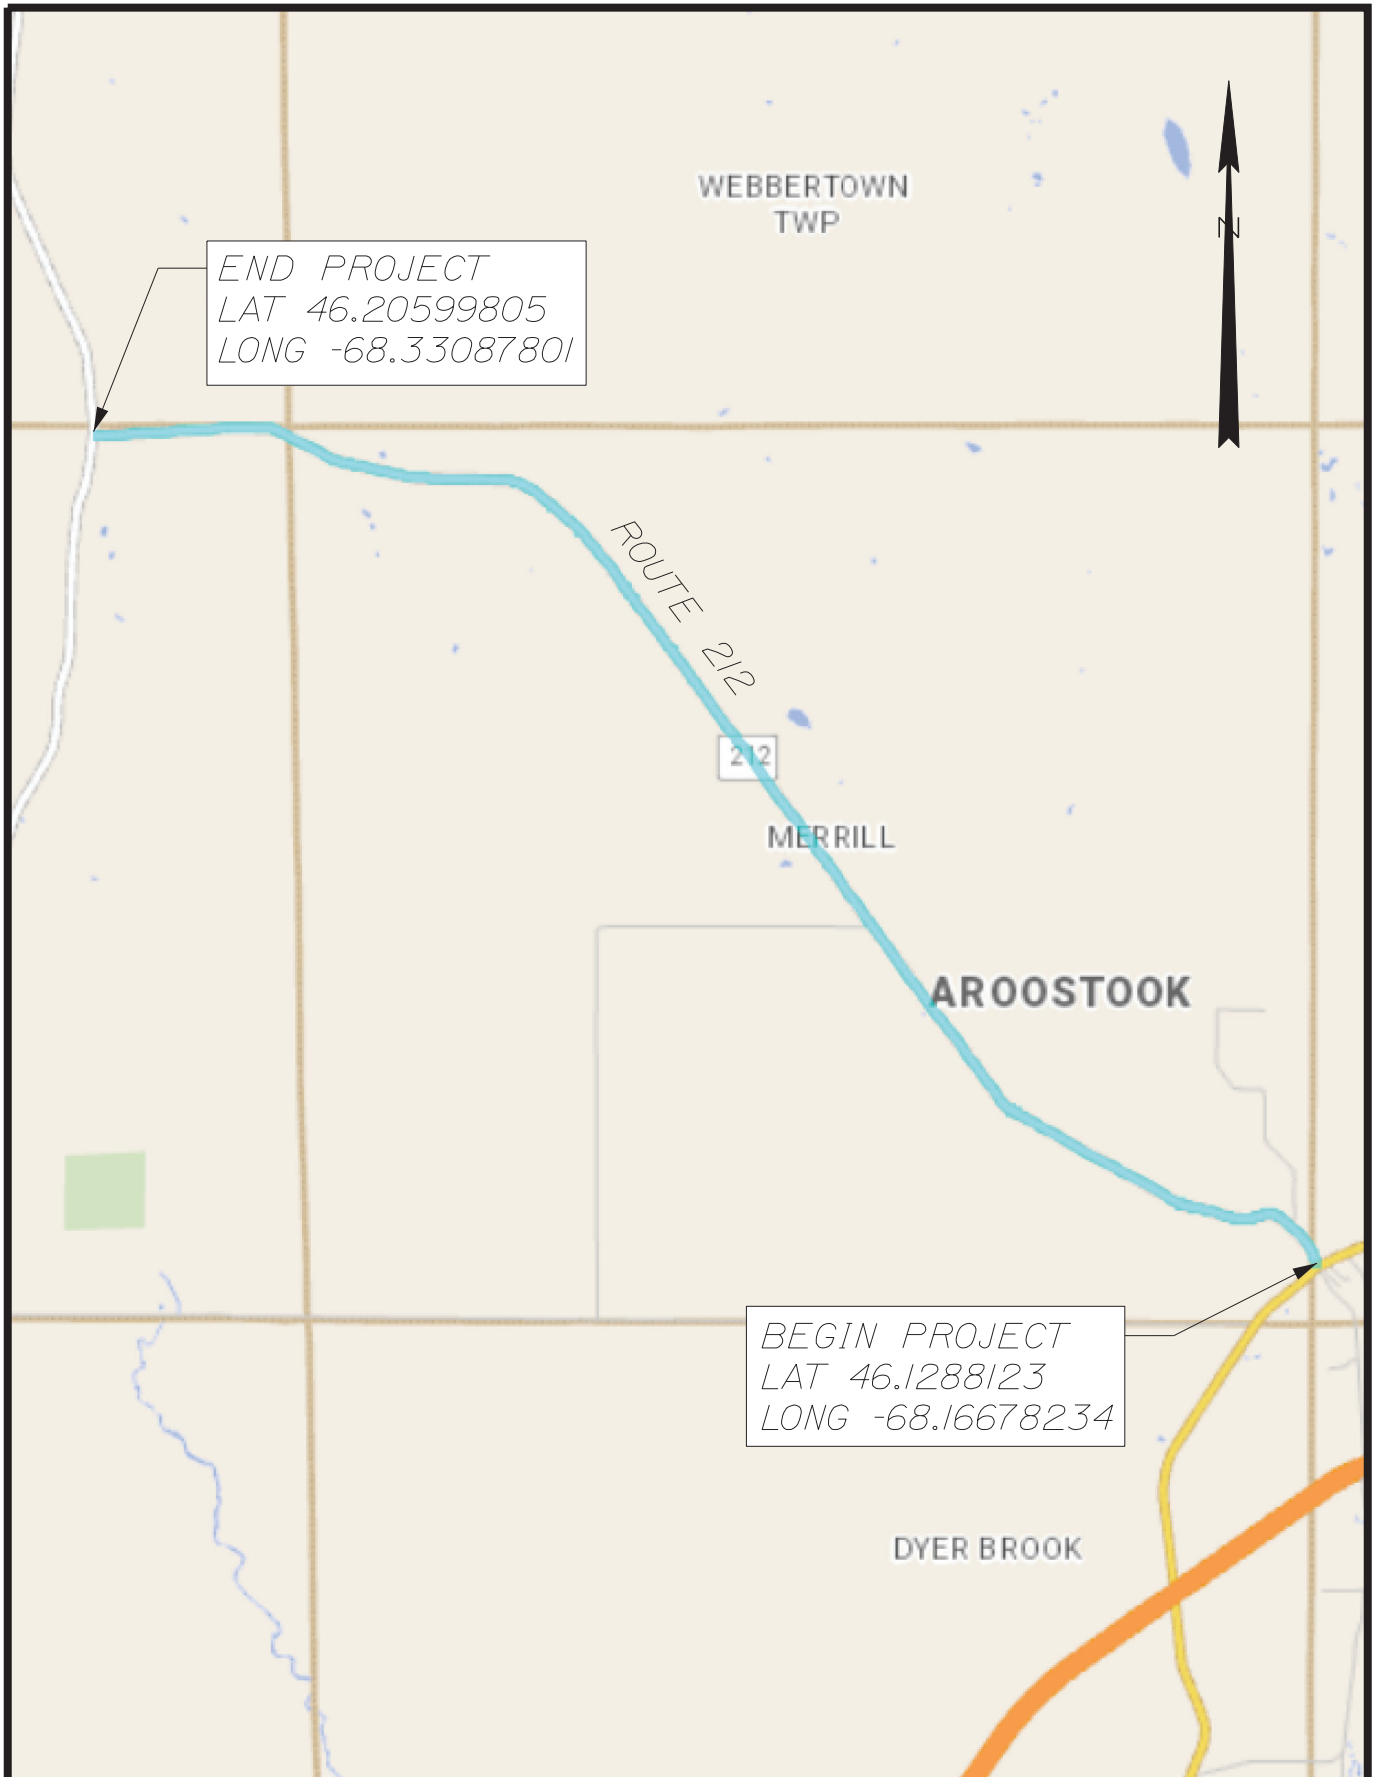 WEBBERTOWN
TWP
N
END PROJECT
LAT 46.20599805
LONG -68.33087801
ROUTE 212
212
MERRILL
AROOSTOOK
BEGIN PROJECT
LAT 46.1288123
LONG -68.16678234
DYER BROOK